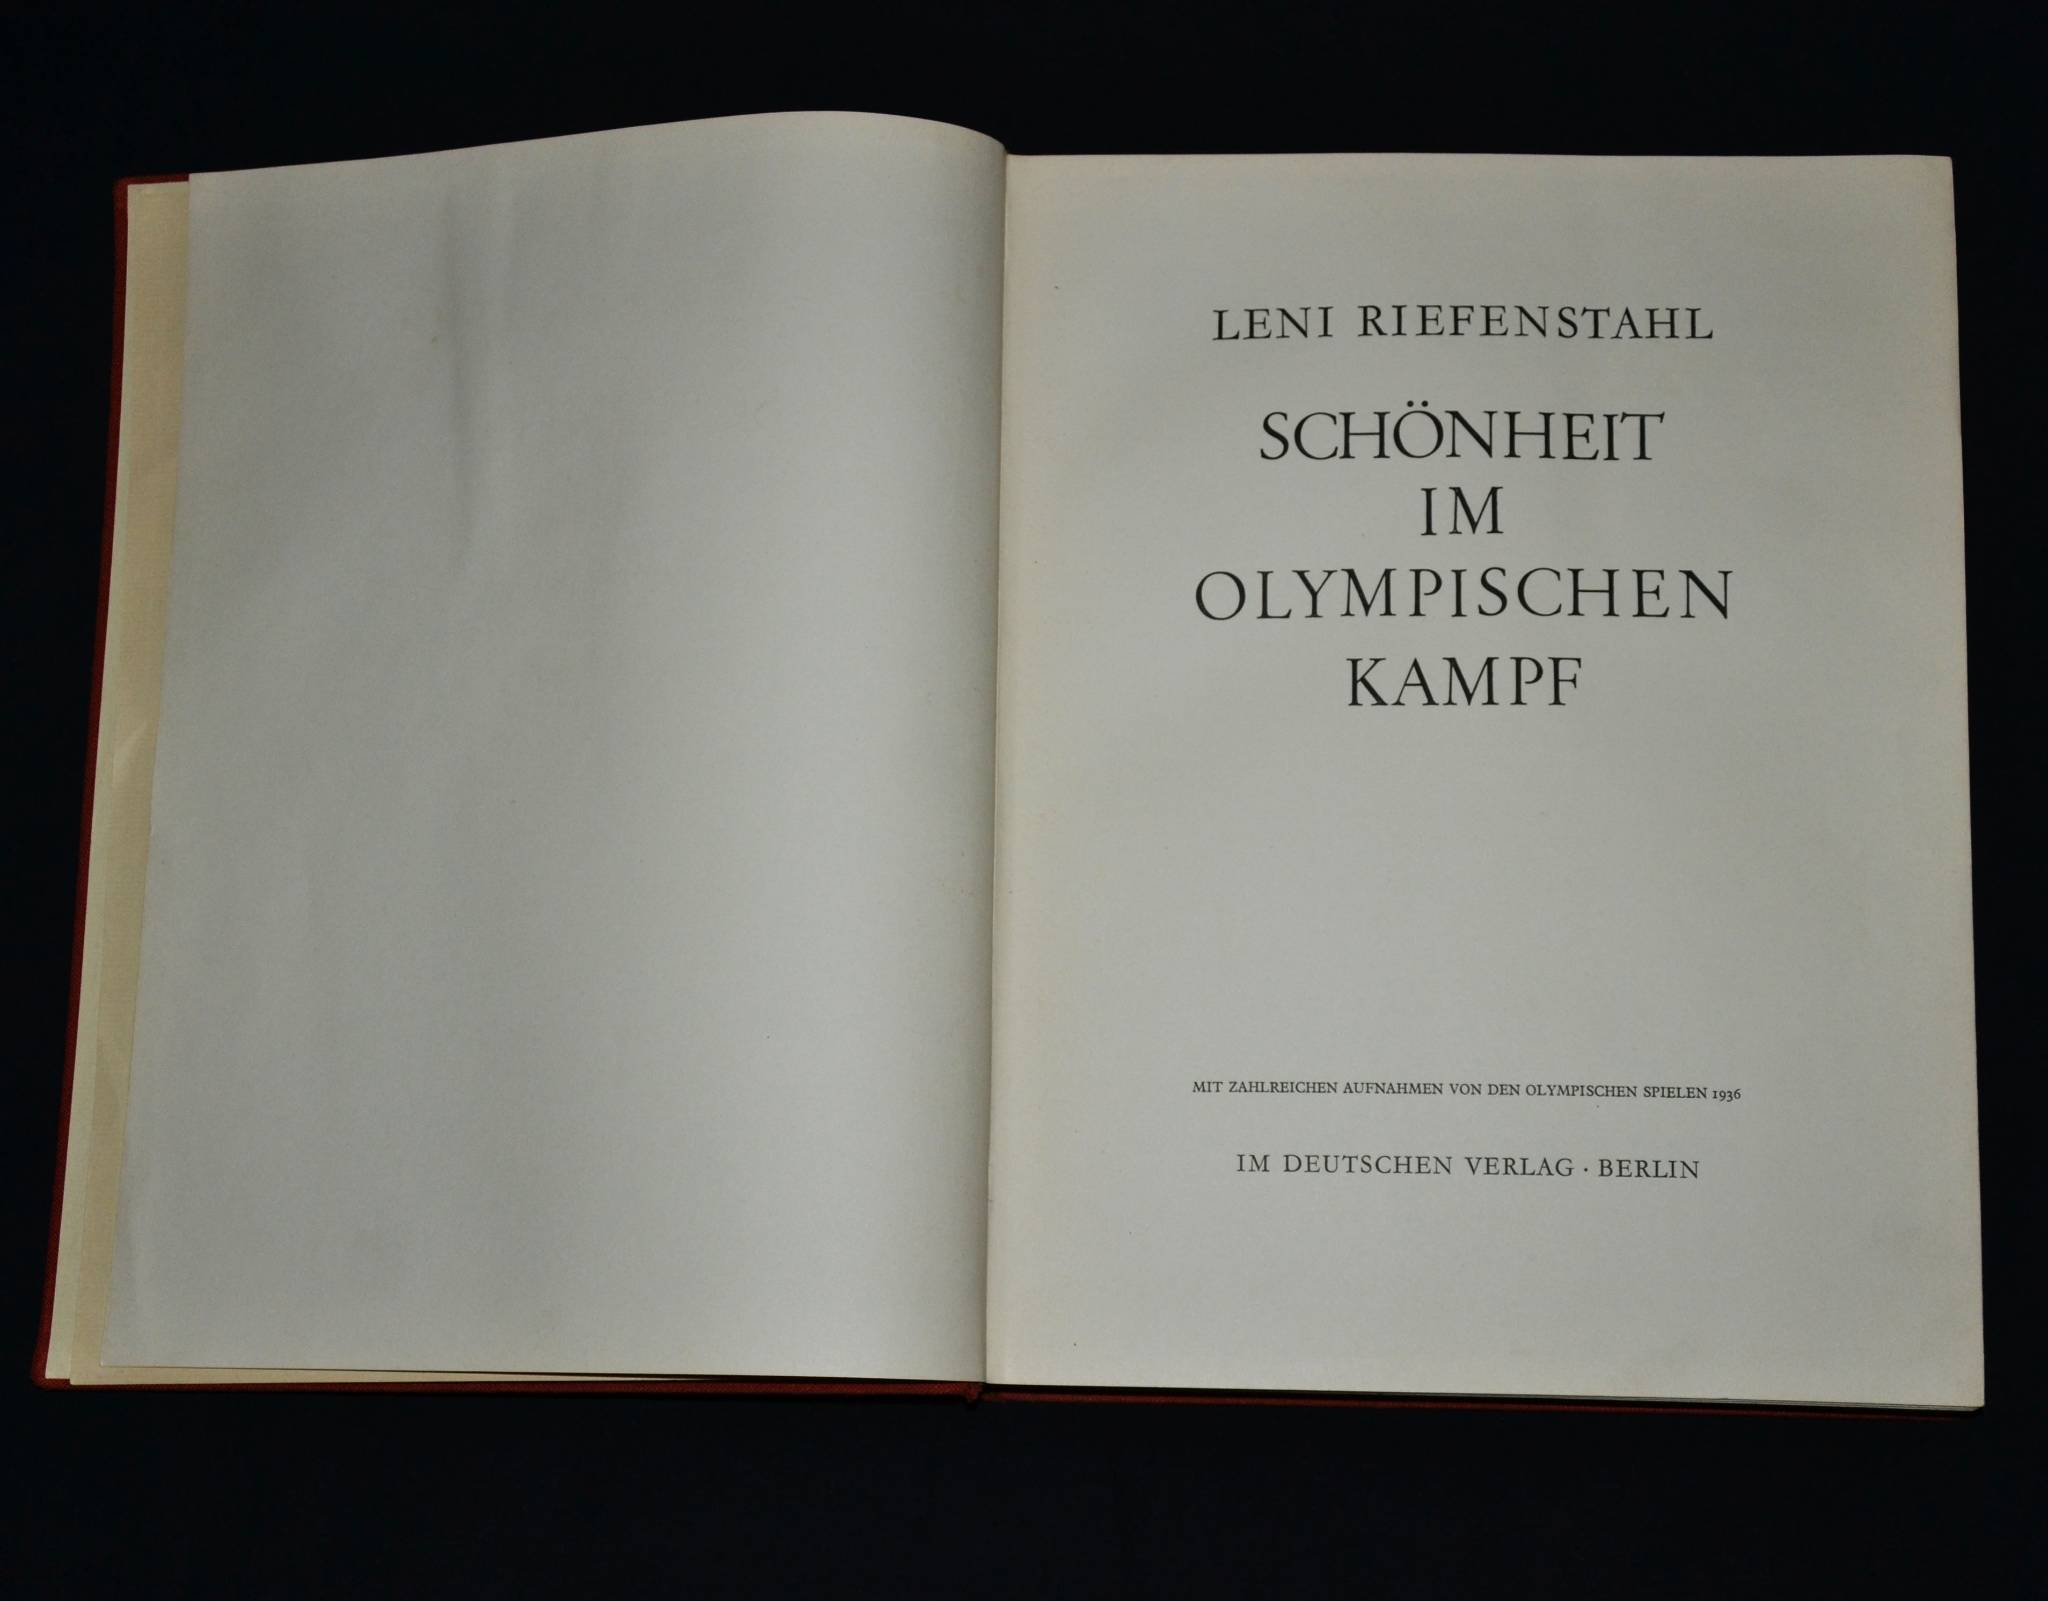 LENI RIEFENSTAHL
SCHÖNHEIT
IM
OLYMPISCHEN
KAMPF
MIT ZAHLREICHEN AUFNAHMEN VON DEN OLYMPISCHEN SPIELEN 1936
IM DEUTSCHEN VERLAG · BERLIN